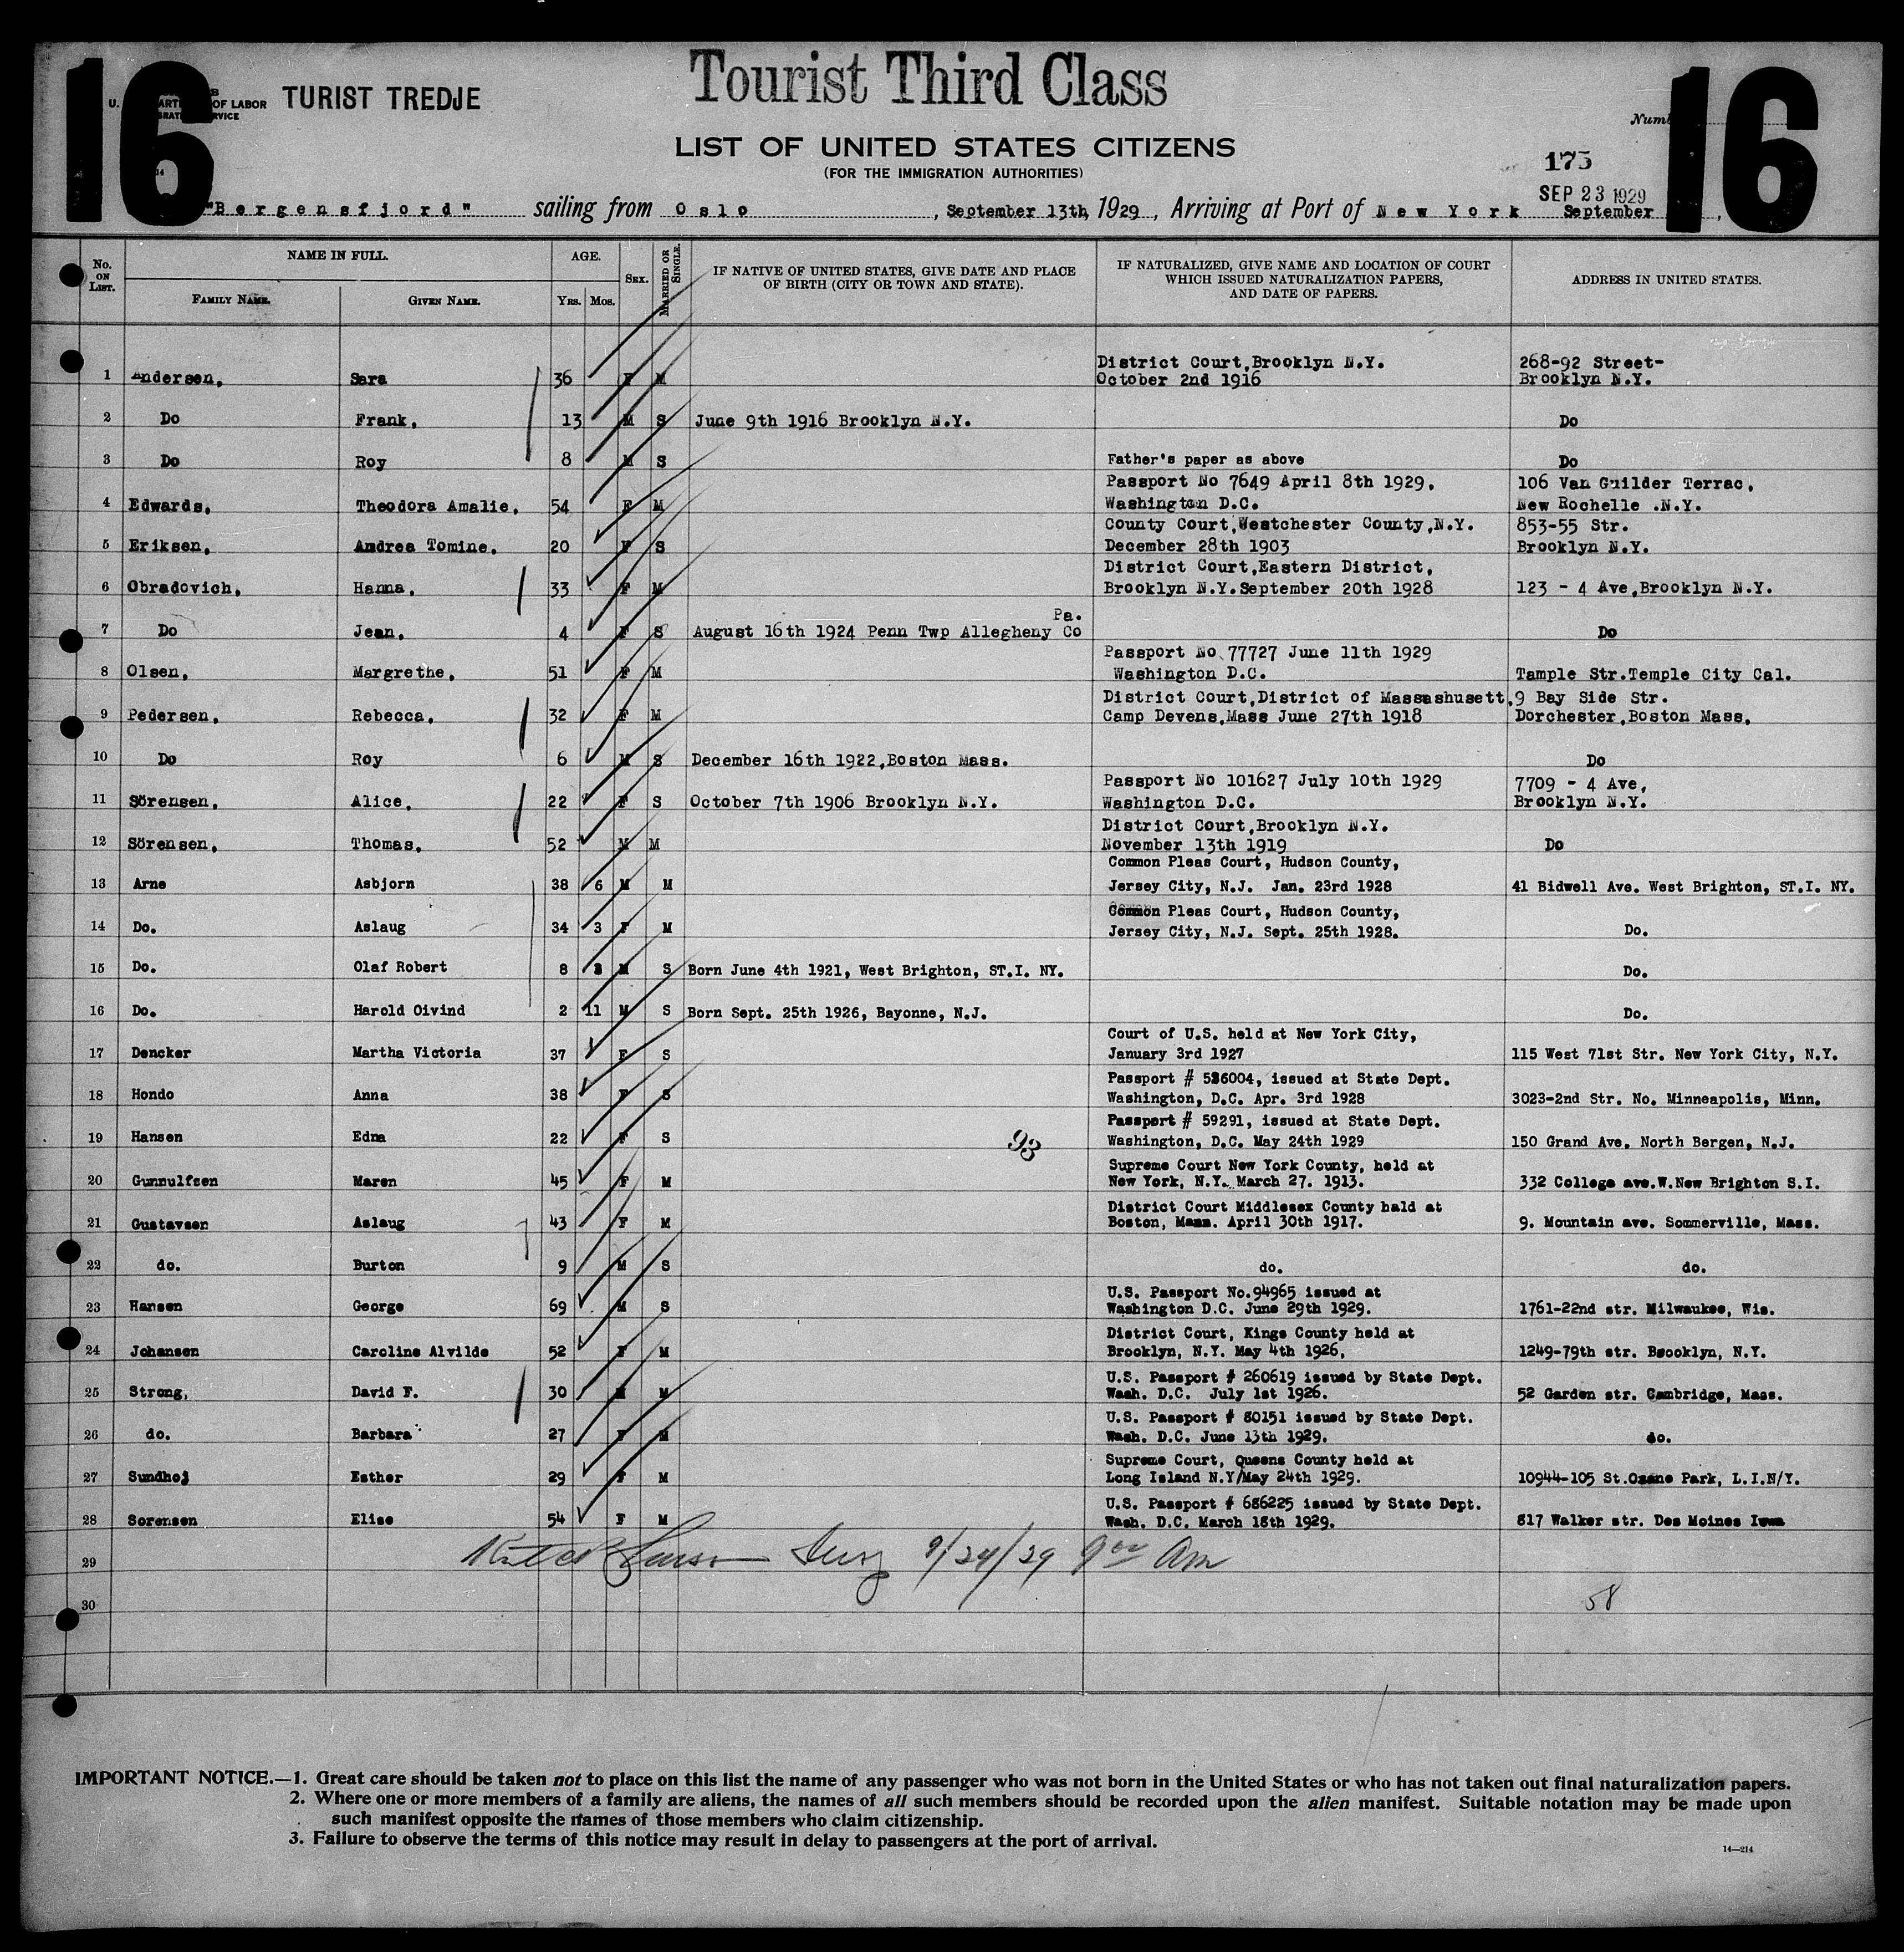 16
TURIST TREDJE
Tourist Third Class
16
OF LABOR
LIST OF UNITED STATES CITIZENS
(FOR THE IMMIGRATION AUTHORITIES)
175
SEP 23 1929
"Bergensfjord" sailing from Oslo, September 13th, 1929, Arriving at Port of New York September
No. ON LIST.
NAME IN FULL.
FAMILY NAME. GIVEN NAME.
AGE.
YRS. MOS.
SEX.
MARRIED OR SINGLE.
IF NATIVE OF UNITED STATES, GIVE DATE AND PLACE OF BIRTH (CITY OR TOWN AND STATE).
IF NATURALIZED, GIVE NAME AND LOCATION OF COURT WHICH ISSUED NATURALIZATION PAPERS, AND DATE OF PAPERS.
ADDRESS IN UNITED STATES.
District Court,Brooklyn N.Y. 268-92 Street-
1 Andersen, Sara 36 F M October 2nd 1916 Brooklyn N.Y.
2 Do Frank, 13 M S June 9th 1916 Brooklyn N.Y. Do
3 Do Roy 8 M S Father's paper as above Do
Passport No 7649 April 8th 1929, 106 Van Guilder Terrac,
4 Edwards, Theodora Amalie, 54 F M Washington D.C. New Rochelle .N.Y.
County Court,Westchester County,N.Y. 853-55 Str.
5 Eriksen, Andrea Tomine, 20 F S December 28th 1903 Brooklyn N.Y.
District Court,Eastern District,
6 Obradovich, Hanna, 33 F M Brooklyn N.Y.September 20th 1928 123 - 4 Ave,Brooklyn N.Y.
Pa.
7 Do Jean, 4 F S August 16th 1924 Penn Twp Allegheny Co Do
Passport No 77727 June 11th 1929
8 Olsen, Margrethe, 51 F M Washington D.C. Tample Str.Temple City Cal.
District Court,District of Massashusett, 9 Bay Side Str.
9 Pedersen, Rebecca, 32 F M Camp Devens,Mass June 27th 1918 Dorchester,Boston Mass,
10 Do Roy 6 M S December 16th 1922,Boston Mass. Do
Passport No 101627 July 10th 1929 7709 - 4 Ave,
11 Sörensen, Alice, 22 F S October 7th 1906 Brooklyn N.Y. Washington D.C. Brooklyn N.Y.
District Court,Brooklyn N.Y.
12 Sörensen, Thomas, 52 M M November 13th 1919 Do
Common Pleas Court, Hudson County,
13 Arne Asbjorn 38 6 M M Jersey City, N.J. Jan. 23rd 1928 41 Bidwell Ave. West Brighton, ST.I. NY.
Common Pleas Court, Hudson County,
14 Do. Aslaug 34 3 F M Jersey City, N.J. Sept. 25th 1928. Do.
15 Do. Olaf Robert 8 3 M S Born June 4th 1921, West Brighton, ST.I. NY. Do.
16 Do. Harold Oivind 2 11 M S Born Sept. 25th 1926, Bayonne, N.J. Do.
Court of U.S. held at New York City,
17 Dencker Martha Victoria 37 F S January 3rd 1927 115 West 71st Str. New York City, N.Y.
Passport # 536004, issued at State Dept.
18 Hondo Anna 38 F S Washington, D.C. Apr. 3rd 1928 3023-2nd Str. No. Minneapolis, Minn.
Passport # 59291, issued at State Dept.
19 Hansen Edna 22 F S 93 Washington, D.C. May 24th 1929 150 Grand Ave. North Bergen, N.J.
Supreme Court New York County, held at
20 Gunnulfsen Maren 45 F M New York, N.Y. March 27. 1913. 332 College ave.W.New Brighton S.I.
District Court Middlesex County held at
21 Gustavsen Aslaug 43 F M Boston, Mass. April 30th 1917. 9. Mountain ave. Sommerville, Mass.
22 do. Burton 9 M S do. do.
U.S. Passport No.94965 issued at
23 Hansen George 69 M S Washington D.C. June 29th 1929. 1761-22nd str. Milwaukee, Wis.
District Court, Kings County held at
24 Johansen Caroline Alvilde 52 F M Brooklyn, N.Y. May 4th 1926, 1249-79th str. Brooklyn, N.Y.
U.S. Passport # 260619 issued by State Dept.
25 Strong, David F. 30 M M Wash. D.C. July 1st 1926. 52 Garden str. Cambridge, Mass.
U.S. Passport # 80151 issued by State Dept.
26 do. Barbara 27 F M Wash. D.C. June 13th 1929. do.
Supreme Court, Queens County held at
27 Sundhoj Esther 29 F M Long Island N.Y/May 24th 1929. 10944-105 St.Ozane Park, L.I.N/Y.
U.S. Passport # 686225 issued by State Dept.
28 Sorensen Elise 54 F M Wash. D.C. March 18th 1929. 817 Walker str. Des Moines Iowa
29 9/24/29 9 00 Am
30 58
IMPORTANT NOTICE.—1. Great care should be taken not to place on this list the name of any passenger who was not born in the United States or who has not taken out final naturalization papers.
2. Where one or more members of a family are aliens, the names of all such members should be recorded upon the alien manifest. Suitable notation may be made upon
such manifest opposite the names of those members who claim citizenship.
3. Failure to observe the terms of this notice may result in delay to passengers at the port of arrival.
14—214